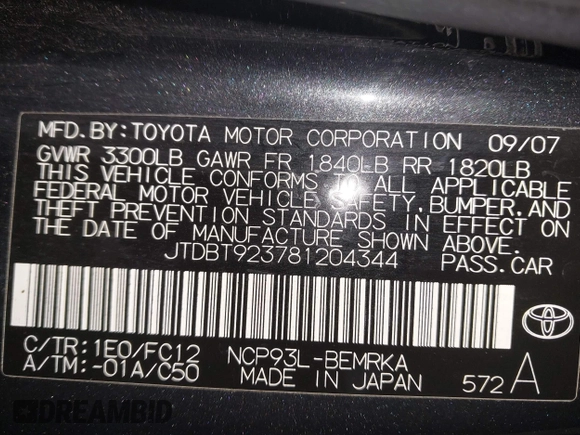 MFD.BY:TOYOTA MOTOR CORPORATION 09/07
GVWR 3300LB GAWR FR 1840LB RR 1820LB
THIS VEHICLE CONFORMS TO ALL APPLICABLE
FEDERAL MOTOR VEHICLE SAFETY,BUMPER,AND
THEFT PREVENTION STANDARDS IN EFFECT ON
THE DATE OF MANUFACTURE SHOWN ABOVE.
JTDBT923781204344 PASS.CAR
C/TR:1E0/FC12 NCP93L-BEMRKA
A/TM:-01A/C50 MADE IN JAPAN 572 A
DREAMBID